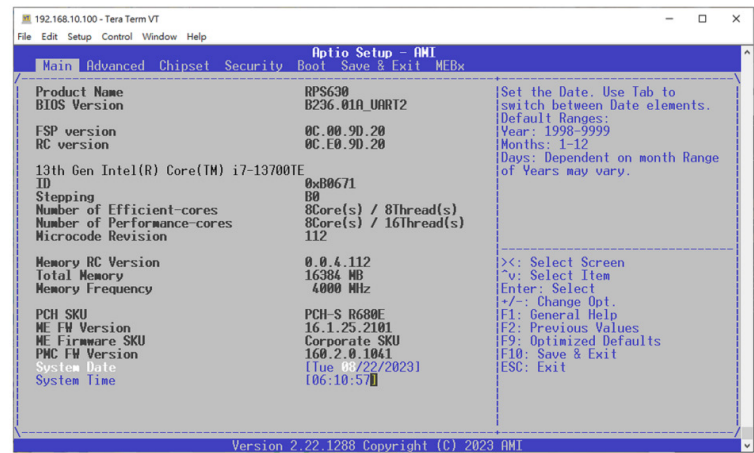 192.168.10.100 - Tera Term VT
File Edit Setup Control Window Help
Aptio Setup - AMI
Main Advanced Chipset Security Boot Save & Exit MEBx
Product Name RPS630
BIOS Version B236.01A_UART2
FSP version 0C.00.9D.20
RC version 0C.E0.9D.20
13th Gen Intel(R) Core(TM) i7-13700TE
ID 0xB0671
Stepping B0
Number of Efficient-cores 8Core(s) / 8Thread(s)
Number of Performance-cores 8Core(s) / 16Thread(s)
Microcode Revision 112
Memory RC Version 0.0.4.112
Total Memory 16384 MB
Memory Frequency 4000 MHz
PCH SKU PCH-S R680E
ME FW Version 16.1.25.2101
ME Firmware SKU Corporate SKU
PMC FW Version 160.2.0.1041
System Date [Tue 08/22/2023]
System Time [06:10:57]
Set the Date. Use Tab to
switch between Date elements.
Default Ranges:
Year: 1998-9999
Months: 1-12
Days: Dependent on month Range
of Years may vary.
><: Select Screen
^v: Select Item
Enter: Select
+/-: Change Opt.
F1: General Help
F2: Previous Values
F9: Optimized Defaults
F10: Save & Exit
ESC: Exit
Version 2.22.1288 Copyright (C) 2023 AMI